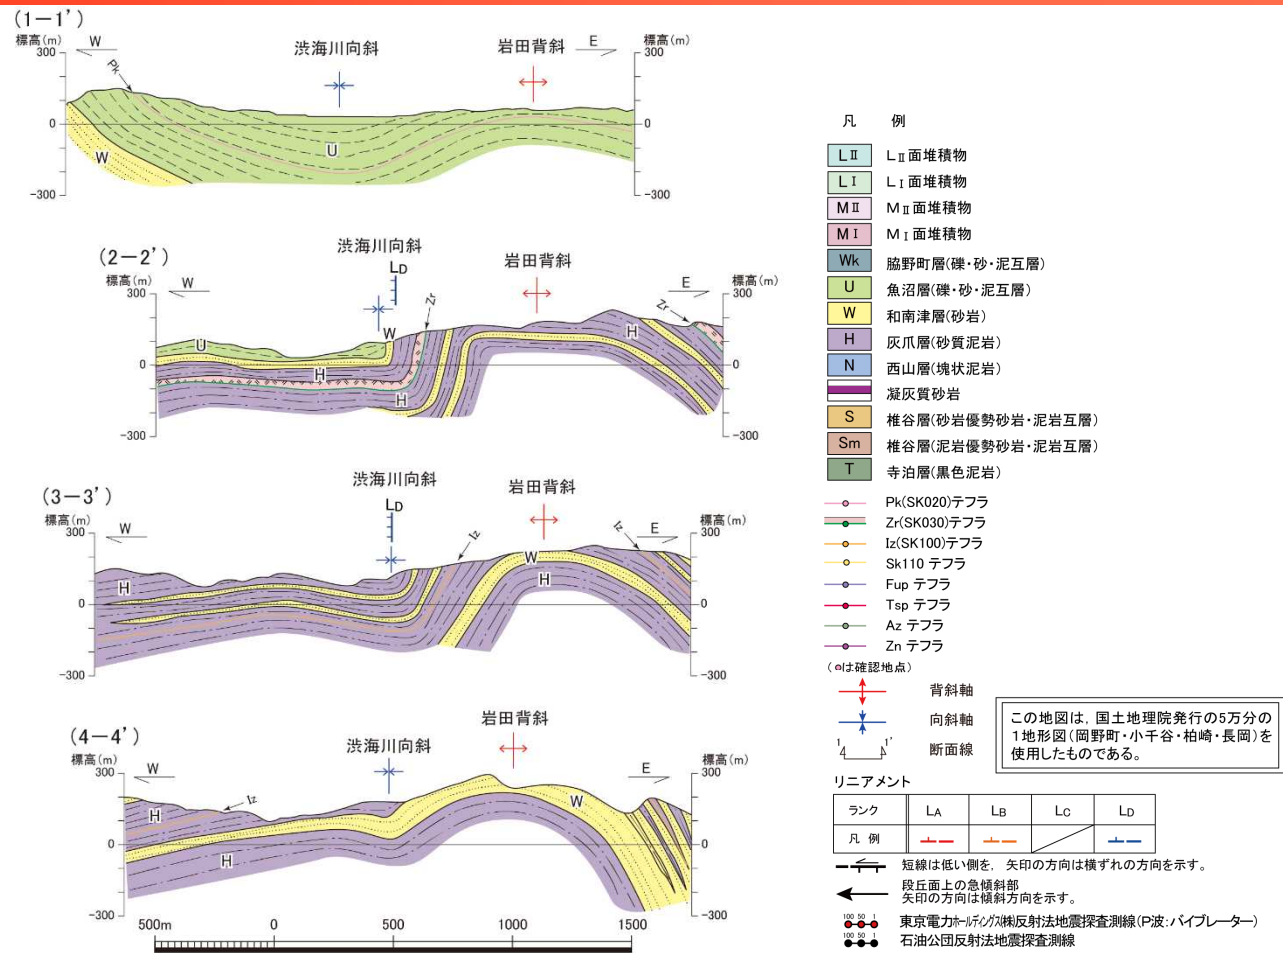 (1-1')
標高(m)
W
渋海川向斜
岩田背斜
E
標高(m)
300
0
-300
Pk
U
W
300
0
-300
(2-2')
標高(m)
W
渋海川向斜
LD
岩田背斜
E
標高(m)
300
0
-300
U
W
Zr
H
H
H
Zr
300
0
-300
(3-3')
標高(m)
W
渋海川向斜
LD
岩田背斜
E
標高(m)
300
0
-300
H
Iz
W
H
Iz
300
0
-300
(4-4')
標高(m)
W
渋海川向斜
岩田背斜
E
標高(m)
300
0
-300
H
Iz
H
W
300
0
-300
500m 0 500 1000 1500
凡 例
LⅡ LⅡ面堆積物
LⅠ LⅠ面堆積物
MⅡ MⅡ面堆積物
MⅠ MⅠ面堆積物
Wk 脇野町層(礫・砂・泥互層)
U 魚沼層(礫・砂・泥互層)
W 和南津層(砂岩)
H 灰爪層(砂質泥岩)
N 西山層(塊状泥岩)
凝灰質砂岩
S 椎谷層(砂岩優勢砂岩・泥岩互層)
Sm 椎谷層(泥岩優勢砂岩・泥岩互層)
T 寺泊層(黒色泥岩)
Pk(SK020)テフラ
Zr(SK030)テフラ
Iz(SK100)テフラ
Sk110 テフラ
Fup テフラ
Tsp テフラ
Az テフラ
Zn テフラ
(●は確認地点)
背斜軸
向斜軸
1 1' 断面線
この地図は,国土地理院発行の5万分の
1地形図(岡野町・小千谷・柏崎・長岡)を
使用したものである。
リニアメント
ランク LA LB LC LD
凡 例
短線は低い側を, 矢印の方向は横ずれの方向を示す。
段丘面上の急傾斜部
矢印の方向は傾斜方向を示す。
100 50 1 東京電力ホールディングス㈱反射法地震探査測線(P波:バイブレーター)
100 50 1 石油公団反射法地震探査測線